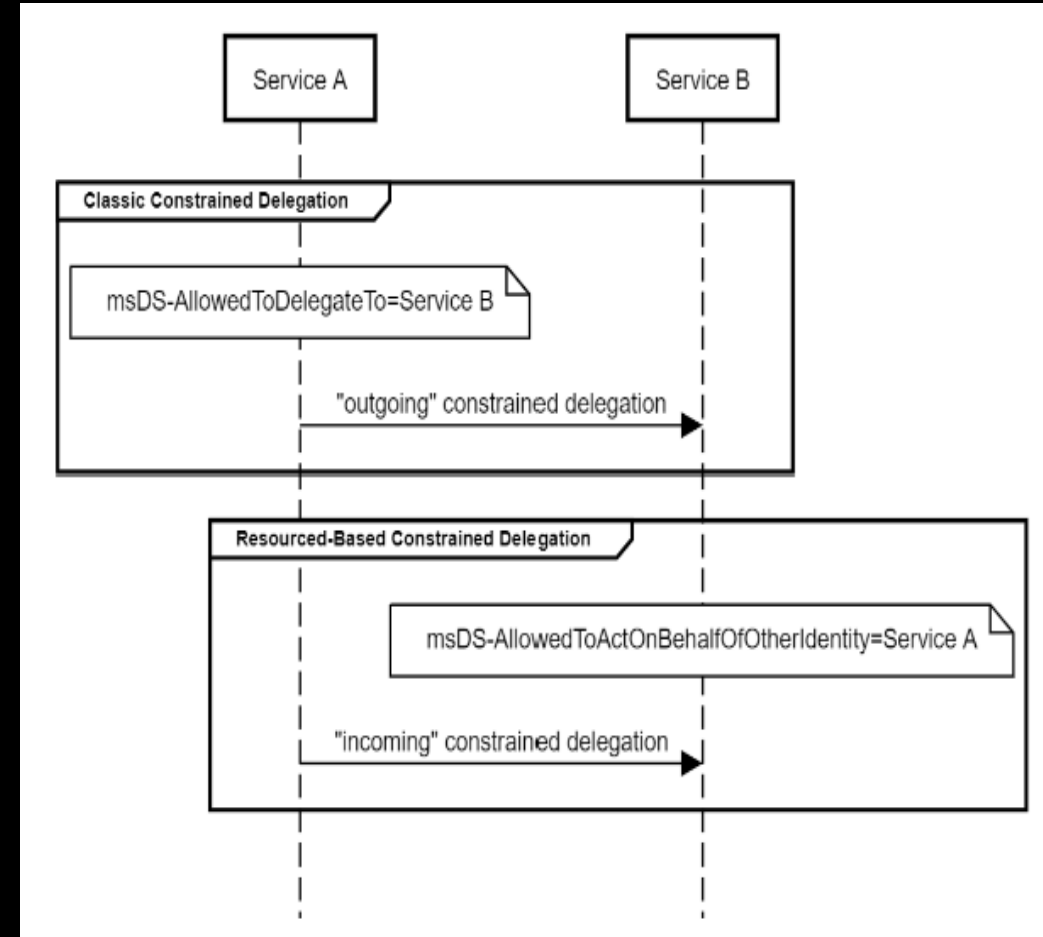 Service A
Service B
Classic Constrained Delegation
msDS-AllowedToDelegateTo=Service B
"outgoing" constrained delegation
Resourced-Based Constrained Delegation
msDS-AllowedToActOnBehalfOfOtherIdentity=Service A
"incoming" constrained delegation